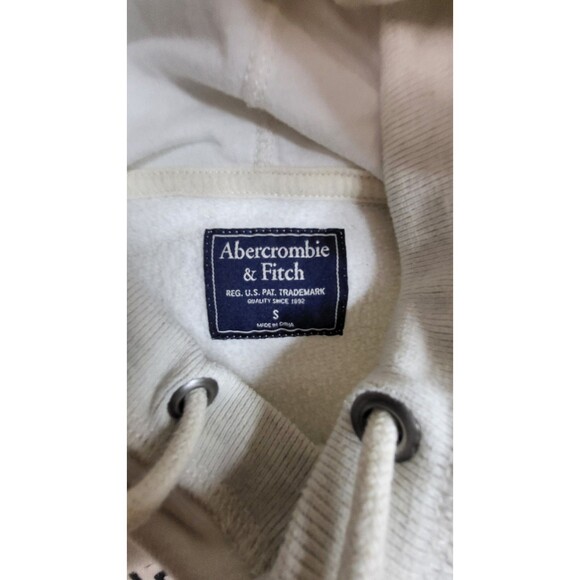 Abercrombie
& Fitch
REG. U.S. PAT. TRADEMARK
QUALITY SINCE 1892
S
MADE IN CHINA